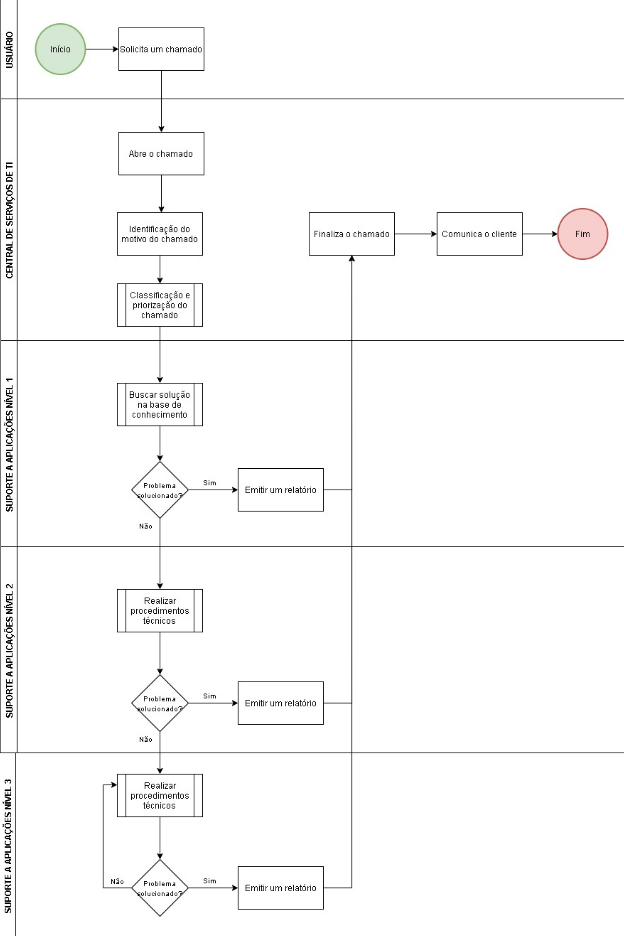 USUÁRIO
Início
Solicita um chamado
CENTRAL DE SERVIÇOS DE TI
Abre o chamado
Identificação do
motivo do chamado
Finaliza o chamado
Comunica o cliente
Fim
Classificação e
priorização do
chamado
SUPORTE A APLICAÇÕES NÍVEL 1
Buscar solução
na base de
conhecimento
Problema
solucionado?
Sim
Emitir um relatório
Não
SUPORTE A APLICAÇÕES NÍVEL 2
Realizar
procedimentos
técnicos
Problema
solucionado?
Sim
Emitir um relatório
Não
SUPORTE A APLICAÇÕES NÍVEL 3
Realizar
procedimentos
técnicos
Não
Problema
solucionado?
Sim
Emitir um relatório